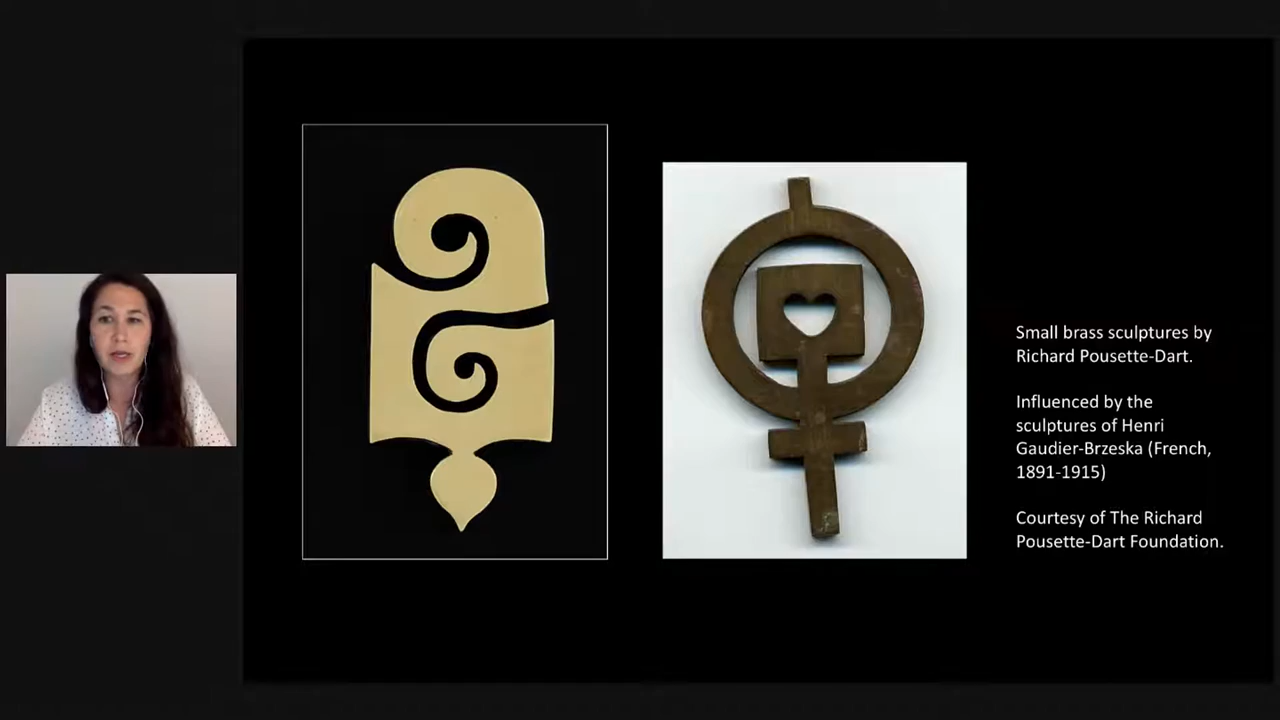 Small brass sculptures by
Richard Pousette-Dart.
Influenced by the
sculptures of Henri
Gaudier-Brzeska (French,
1891-1915)
Courtesy of The Richard
Pousette-Dart Foundation.